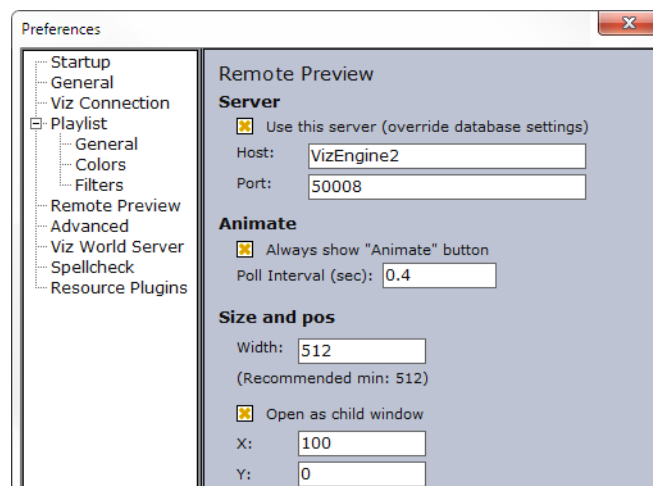 Preferences
Startup
General
Viz Connection
Playlist
General
Colors
Filters
Remote Preview
Advanced
Viz World Server
Spellcheck
Resource Plugins
Remote Preview
Server
Use this server (override database settings)
Host: VizEngine2
Port: 50008
Animate
Always show "Animate" button
Poll Interval (sec): 0.4
Size and pos
Width: 512
(Recommended min: 512)
Open as child window
X: 100
Y: 0